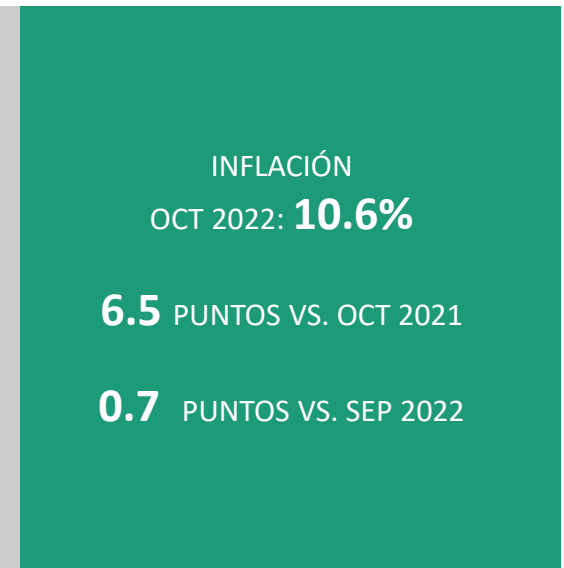 INFLACIÓN
OCT 2022: 10.6%
6.5 PUNTOS VS. OCT 2021
0.7 PUNTOS VS. SEP 2022